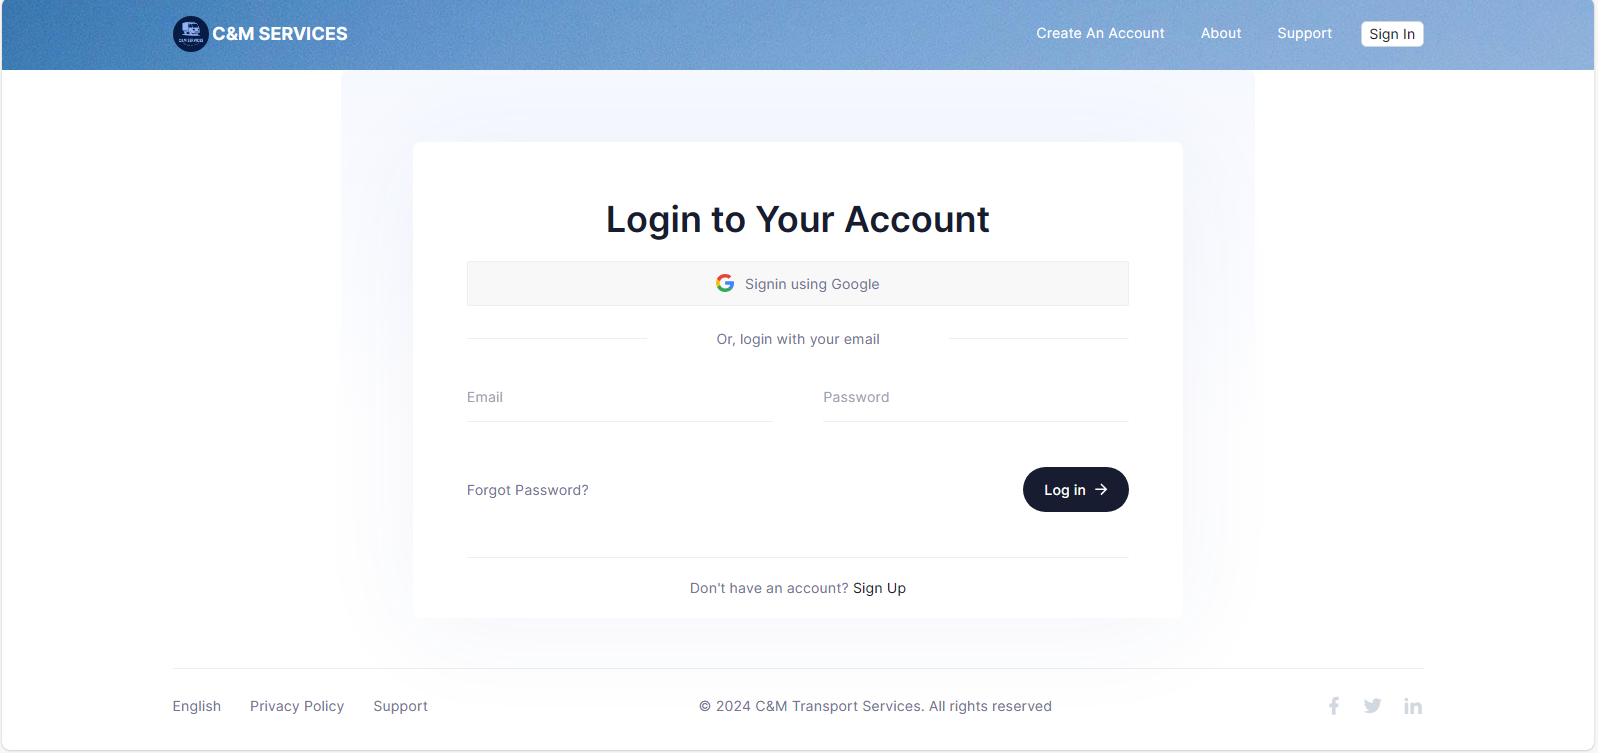 C&M SERVICES
Create An Account About Support Sign In
Login to Your Account
Signin using Google
Or, login with your email
Email Password
Forgot Password? Log in
Don't have an account? Sign Up
English Privacy Policy Support © 2024 C&M Transport Services. All rights reserved